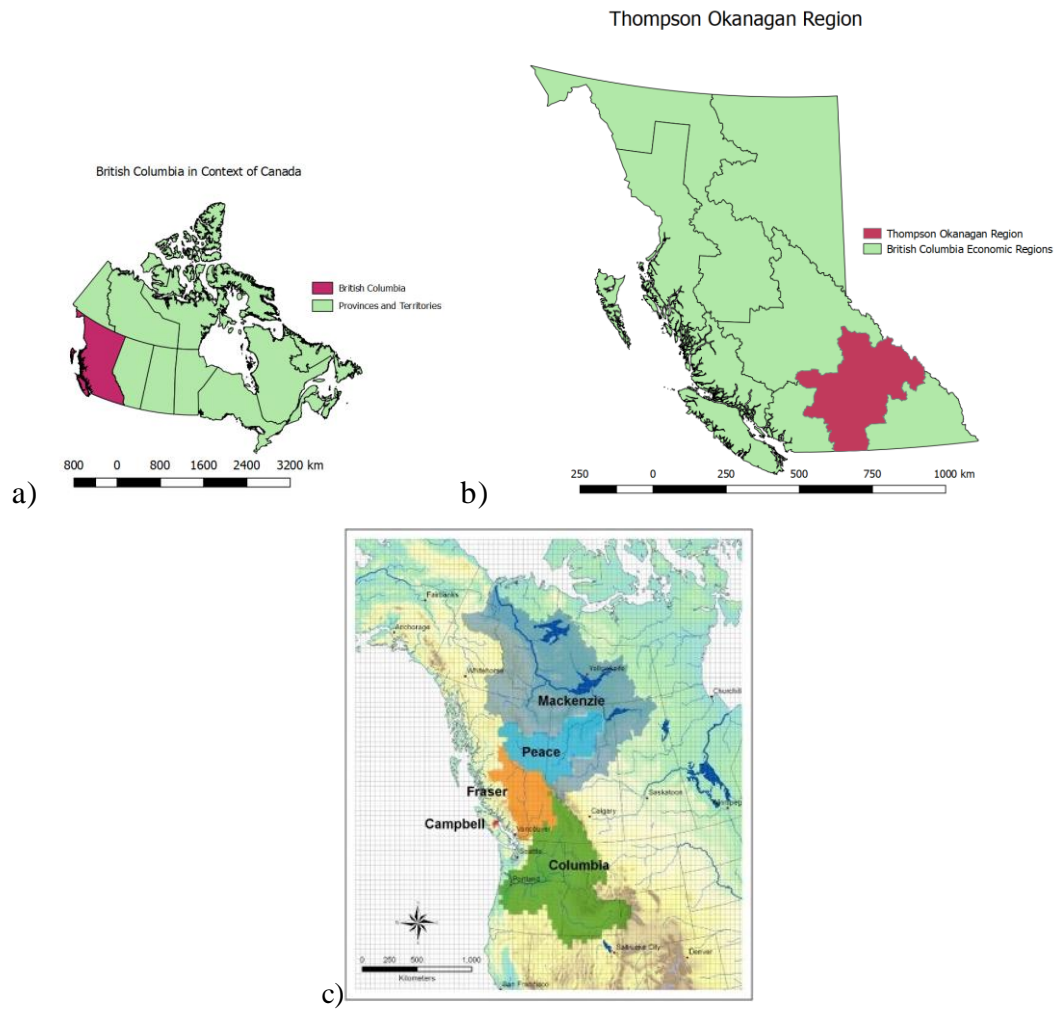 Thompson Okanagan Region
British Columbia in Context of Canada
British Columbia
Provinces and Territories
800 0 800 1600 2400 3200 km
a)
Thompson Okanagan Region
British Columbia Economic Regions
250 0 250 500 750 1000 km
b)
Fairbanks
Anchorage
Whitehorse
Yellowknife
Churchill
Mackenzie
Peace
Fraser
Saskatoon
Winnipeg
Calgary
Campbell
Vancouver
Seattle
Columbia
Portland
Salt Lake City
Denver
0 250 500 1,000
Kilometers
San Francisco
c)